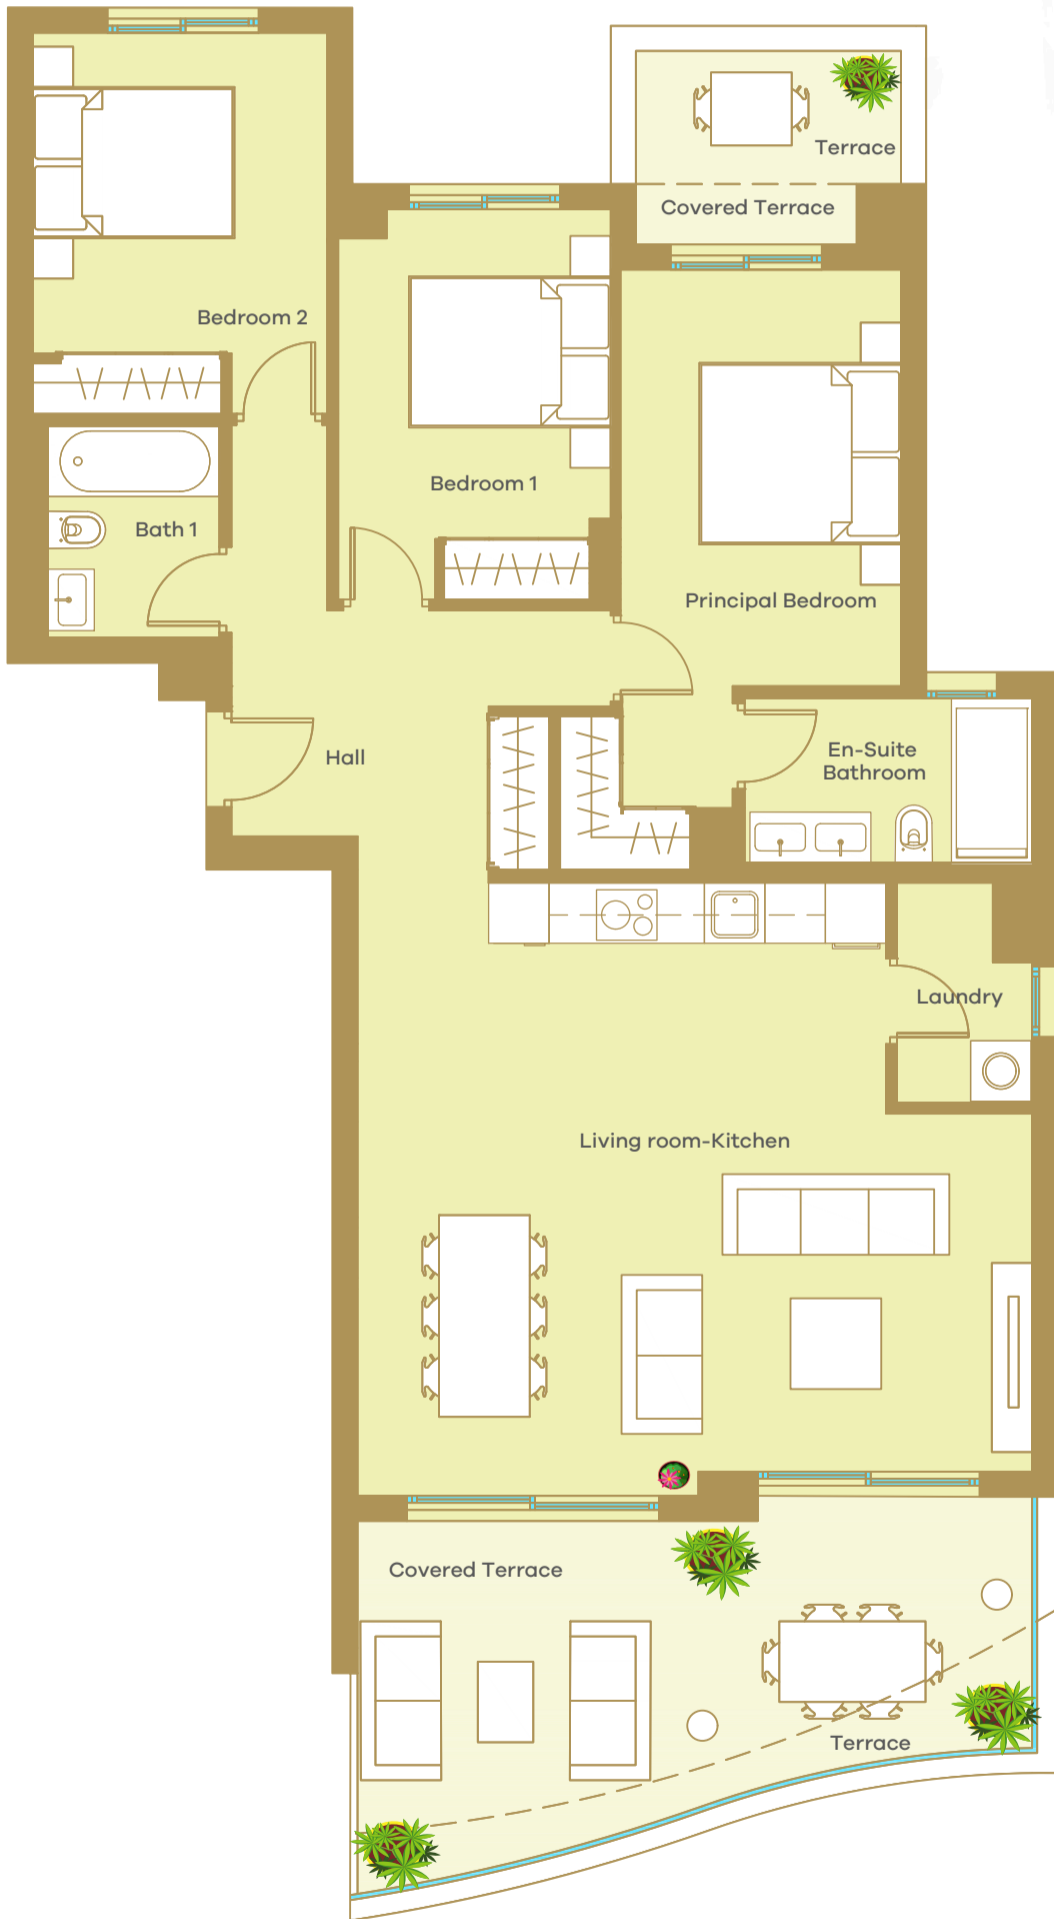 Terrace
Covered Terrace
Bedroom 2
Bedroom 1
Bath 1
Principal Bedroom
Hall
En-Suite
Bathroom
Laundry
Living room-Kitchen
Covered Terrace
Terrace